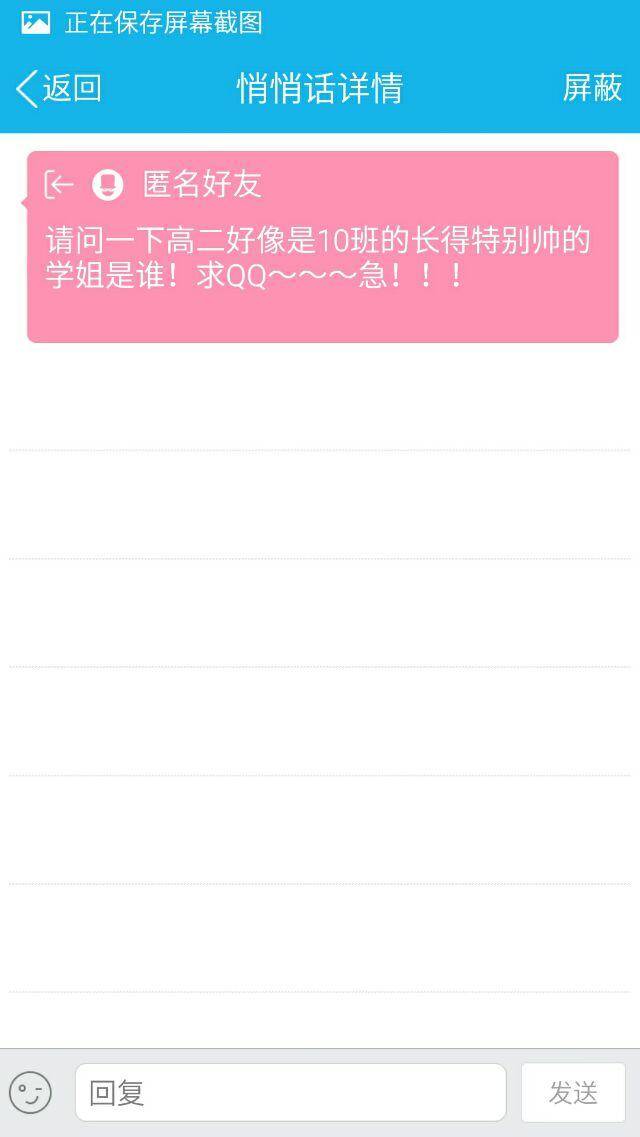 正在保存屏幕截图
返回 悄悄话详情 屏蔽
匿名好友
请问一下高二好像是10班的长得特别帅的
学姐是谁！求QQ～～～急！！！
回复 发送